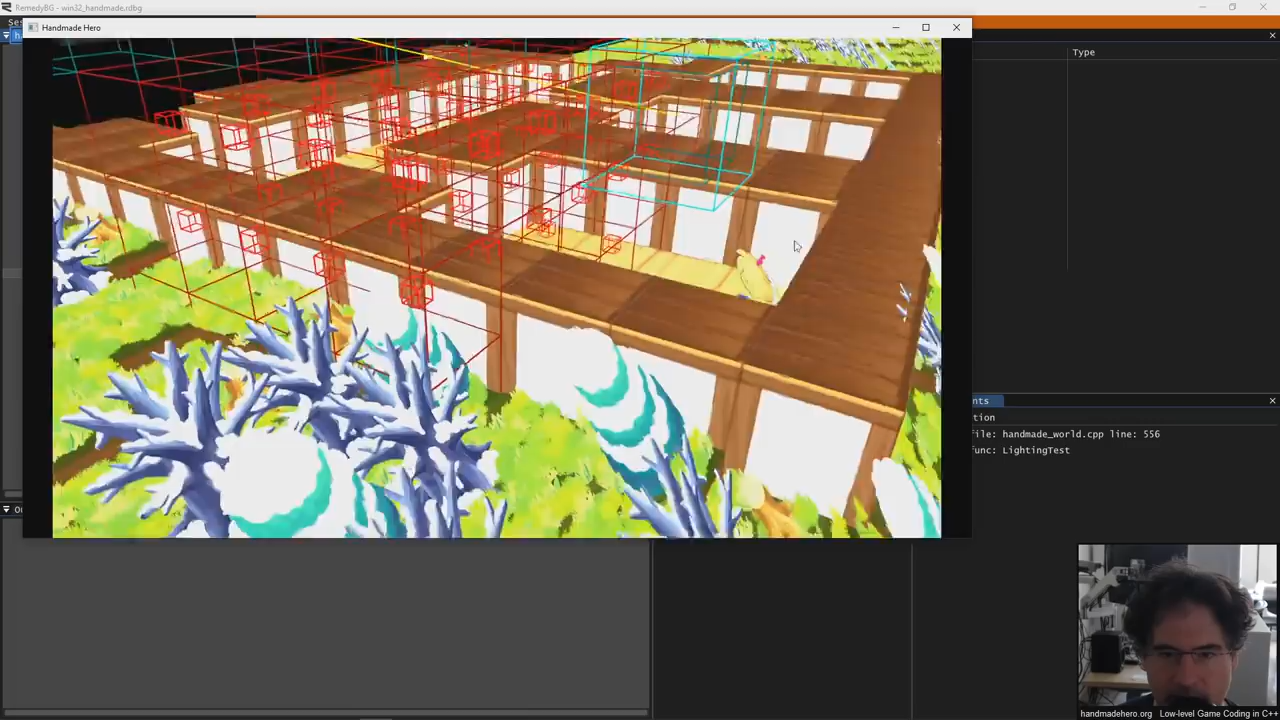 RemedyBG - win32_handmade.rdbg
Handmade Hero
Type
nts
tion
file: handmade_world.cpp line: 556
func: LightingTest
handmadehero.org Low-level Game Coding in C++